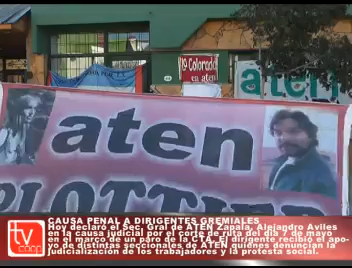 lª Colorada
en aten
aten
aten
PLOTTIER
CAUSA PENAL A DIRIGENTES GREMIALES
Hoy declaró el Sec. Gral de ATEN Zapala, Alejandro Aviles
en la causa judicial por el corte de ruta del día 7 de mayo
en el marco de un paro de la CTA. El dirigente recibió el apo-
yo de distintas seccionales de ATEN quienes denuncian la
judicialización de los trabajadores y la protesta social.
tv
coop